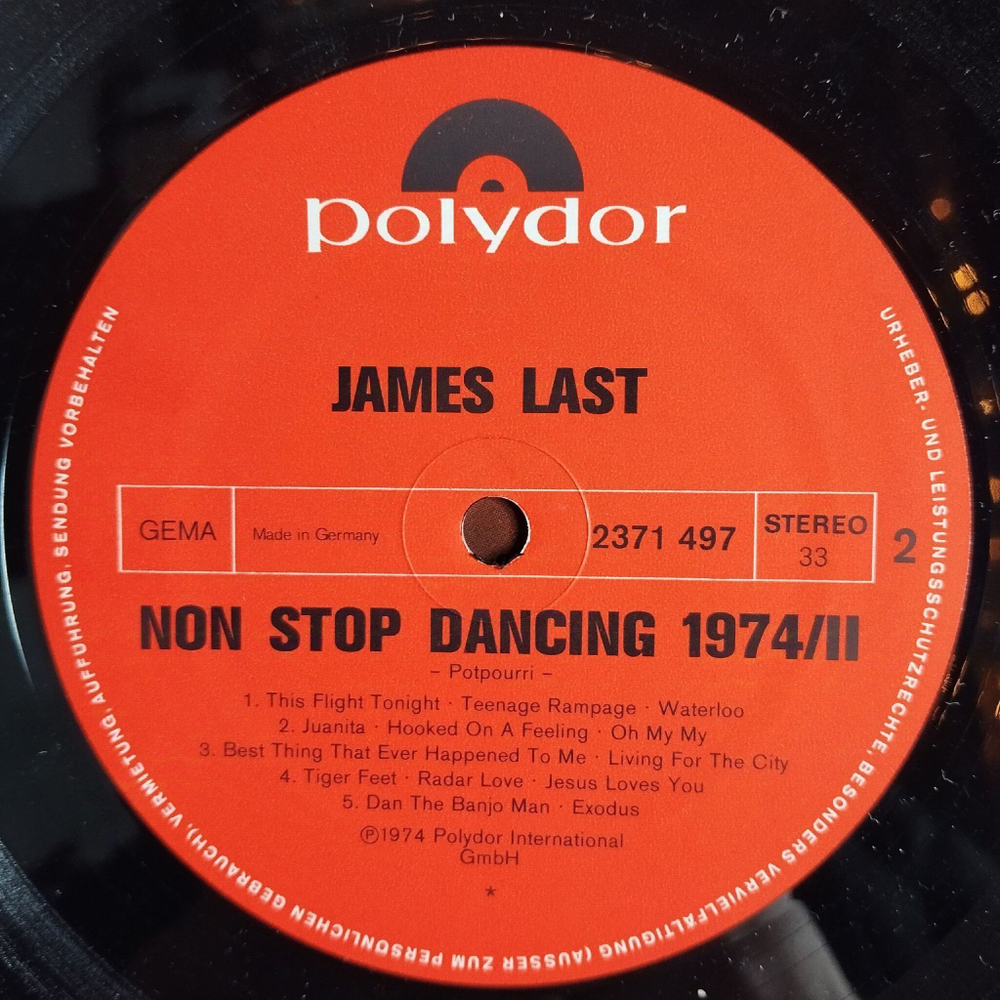 polydor
JAMES LAST
GEMA
Made in Germany
2371 497
STEREO
33
2
NON STOP DANCING 1974/II
– Potpourri –
1. This Flight Tonight · Teenage Rampage · Waterloo
2. Juanita · Hooked On A Feeling · Oh My My
3. Best Thing That Ever Happened To Me · Living For The City
4. Tiger Feet · Radar Love · Jesus Loves You
5. Dan The Banjo Man · Exodus
℗1974 Polydor International
GmbH
*
URHEBER- UND LEISTUNGSSCHUTZRECHTE, BESONDERS VERVIELFÄLTIGUNG (AUSSER ZUM PERSÖNLICHEN GEBRAUCH), VERMIETUNG, AUFFÜHRUNG, SENDUNG VORBEHALTEN